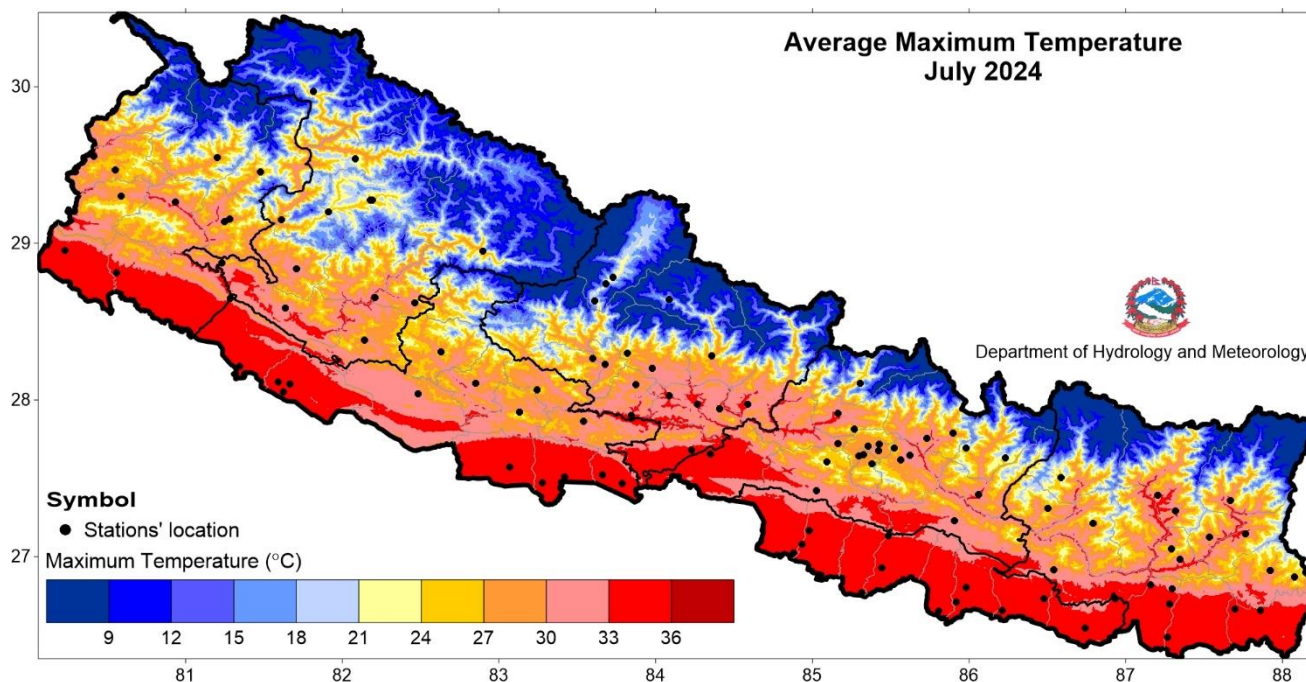 Average Maximum Temperature
July 2024
30
29
28
27
Department of Hydrology and Meteorology
Symbol
Stations' location
Maximum Temperature (°C)
9 12 15 18 21 24 27 30 33 36
81 82 83 84 85 86 87 88